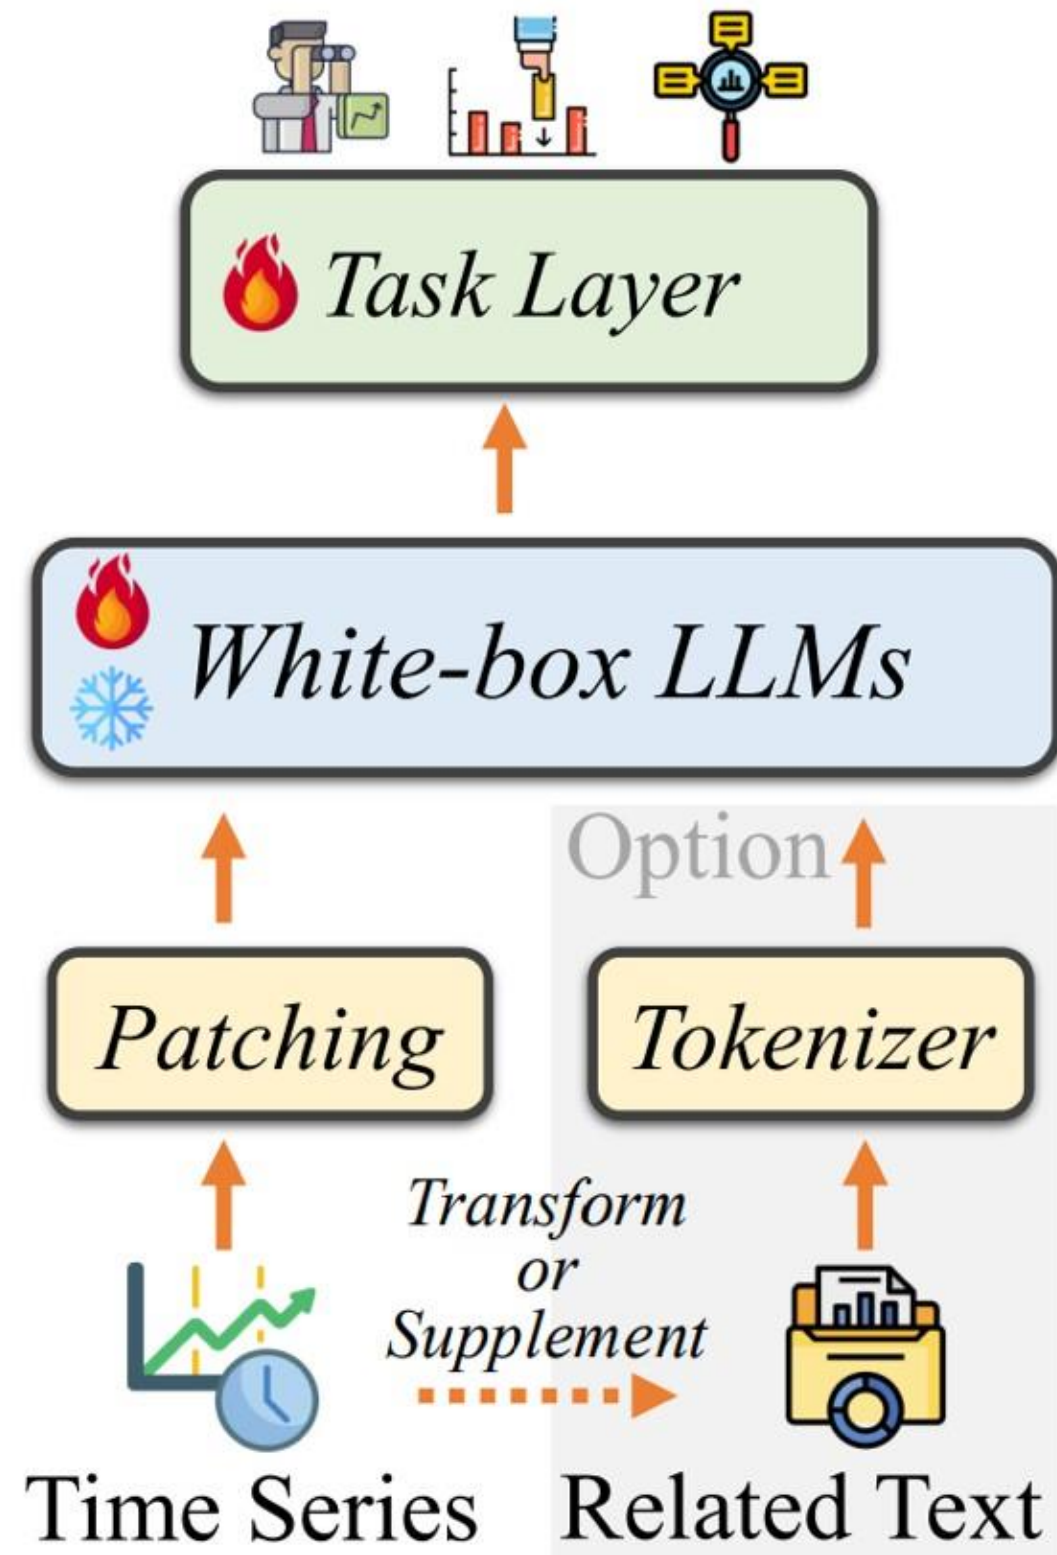 Task Layer
White-box LLMs
Option
Patching
Tokenizer
Transform
or
Supplement
Time Series
Related Text